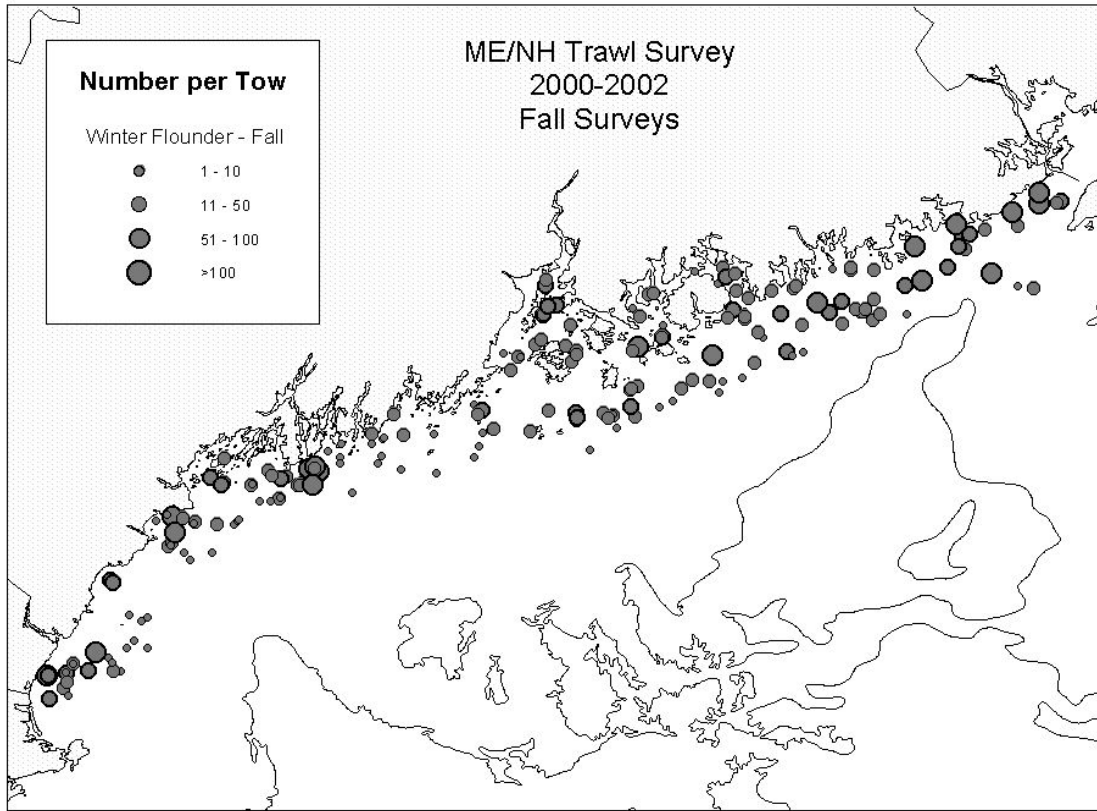 ME/NH Trawl Survey
2000-2002
Fall Surveys
Number per Tow
Winter Flounder - Fall
1 - 10
11 - 50
51 - 100
>100